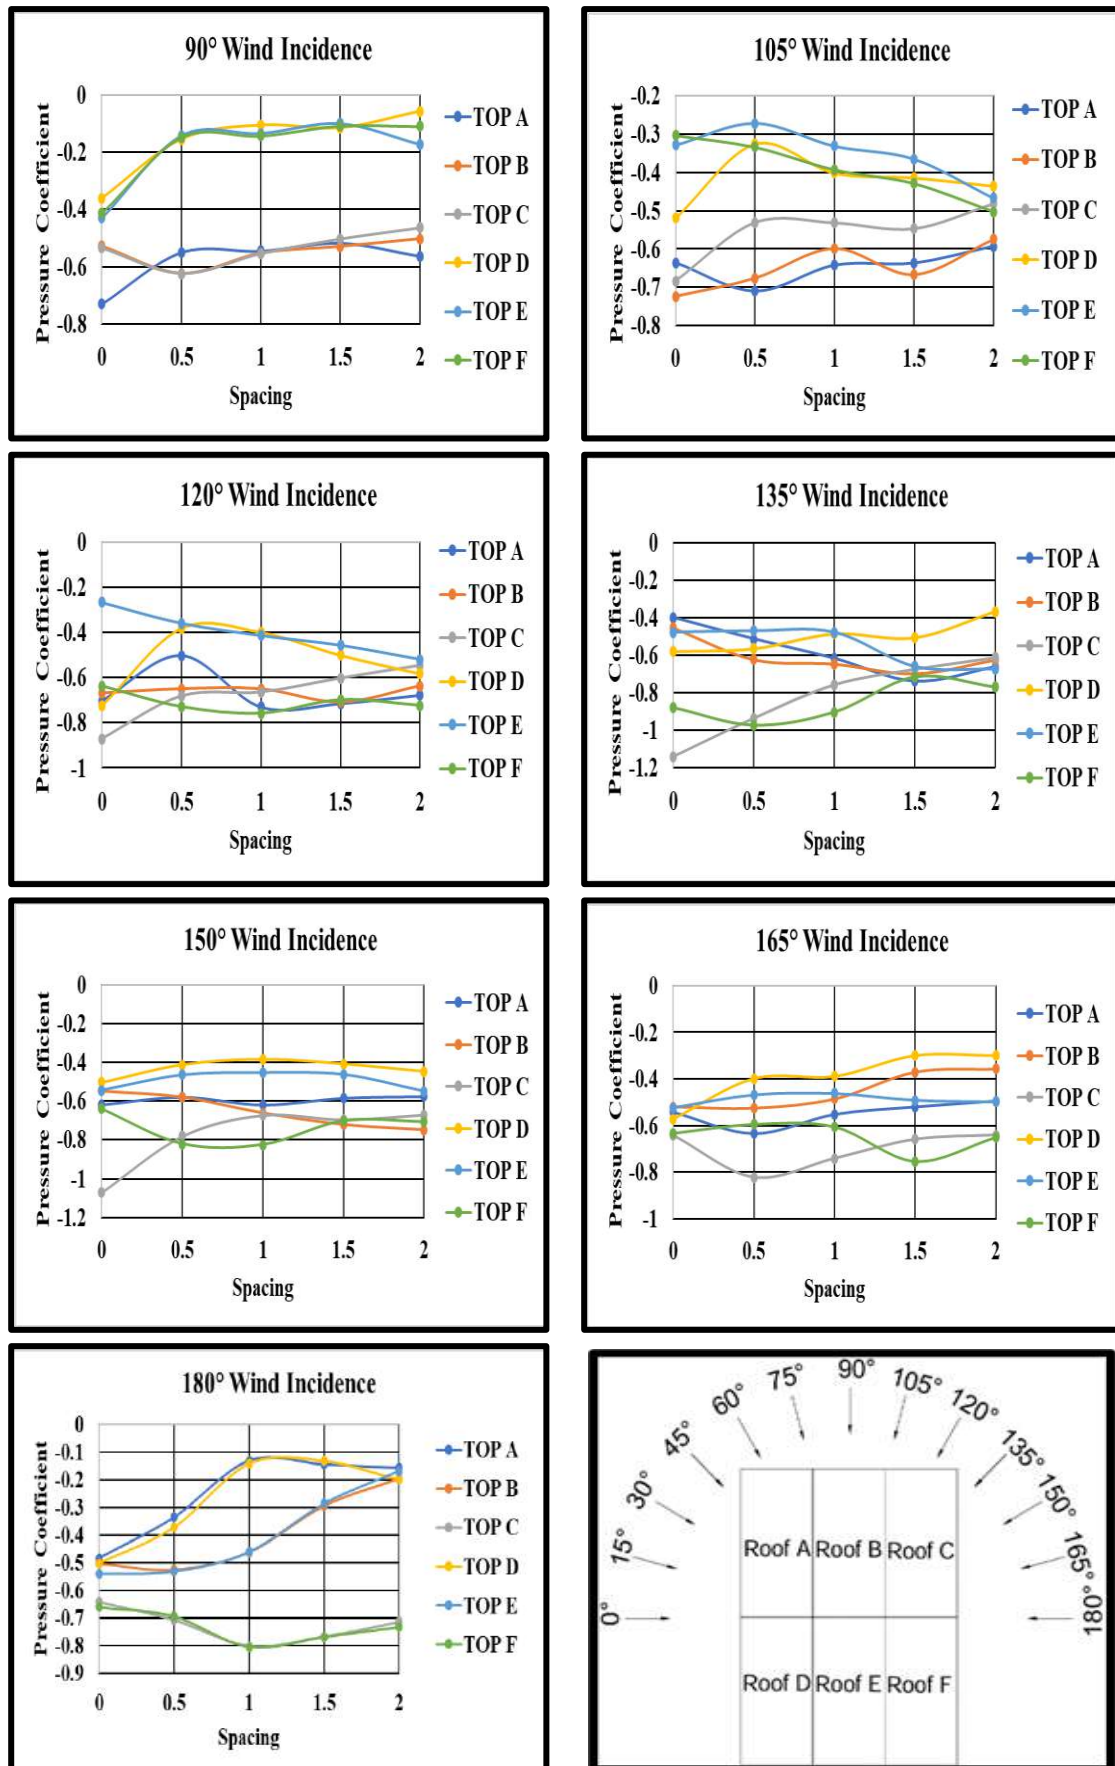 90° Wind Incidence
Pressure Coefficient
0
-0.2
-0.4
-0.6
-0.8
0 0.5 1 1.5 2
Spacing
TOP A
TOP B
TOP C
TOP D
TOP E
TOP F
105° Wind Incidence
Pressure Coefficient
-0.2
-0.3
-0.4
-0.5
-0.6
-0.7
-0.8
0 0.5 1 1.5 2
Spacing
TOP A
TOP B
TOP C
TOP D
TOP E
TOP F
120° Wind Incidence
Pressure Coefficient
0
-0.2
-0.4
-0.6
-0.8
-1
0 0.5 1 1.5 2
Spacing
TOP A
TOP B
TOP C
TOP D
TOP E
TOP F
135° Wind Incidence
Pressure Coefficient
0
-0.2
-0.4
-0.6
-0.8
-1
-1.2
0 0.5 1 1.5 2
Spacing
TOP A
TOP B
TOP C
TOP D
TOP E
TOP F
150° Wind Incidence
Pressure Coefficient
0
-0.2
-0.4
-0.6
-0.8
-1
-1.2
0 0.5 1 1.5 2
Spacing
TOP A
TOP B
TOP C
TOP D
TOP E
TOP F
165° Wind Incidence
Pressure Coefficient
0
-0.2
-0.4
-0.6
-0.8
-1
0 0.5 1 1.5 2
Spacing
TOP A
TOP B
TOP C
TOP D
TOP E
TOP F
180° Wind Incidence
Pressure Coefficient
0
-0.1
-0.2
-0.3
-0.4
-0.5
-0.6
-0.7
-0.8
-0.9
0 0.5 1 1.5 2
Spacing
TOP A
TOP B
TOP C
TOP D
TOP E
TOP F
0°
15°
30°
45°
60°
75°
90°
105°
120°
135°
150°
165°
180°
Roof A Roof B Roof C
Roof D Roof E Roof F